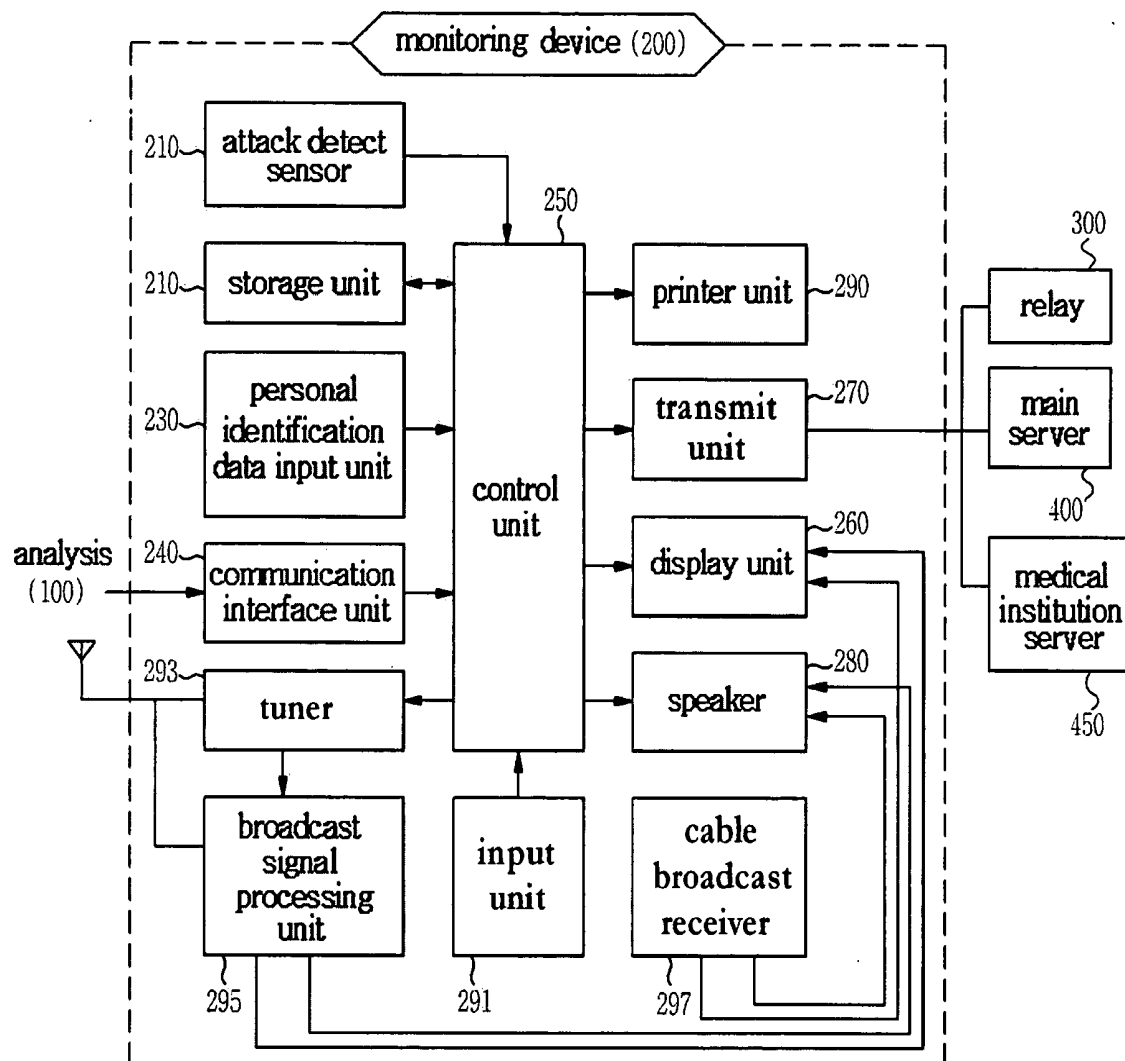 monitoring device (200)
210
attack detect
sensor
250
210
storage unit
printer unit
290
300
relay
230
personal
identification
data input unit
control
unit
transmit
unit
270
main
server
400
analysis
(100)
240
communication
interface unit
260
display unit
medical
institution
server
450
293
tuner
280
speaker
broadcast
signal
processing
unit
295
input
unit
291
cable
broadcast
receiver
297